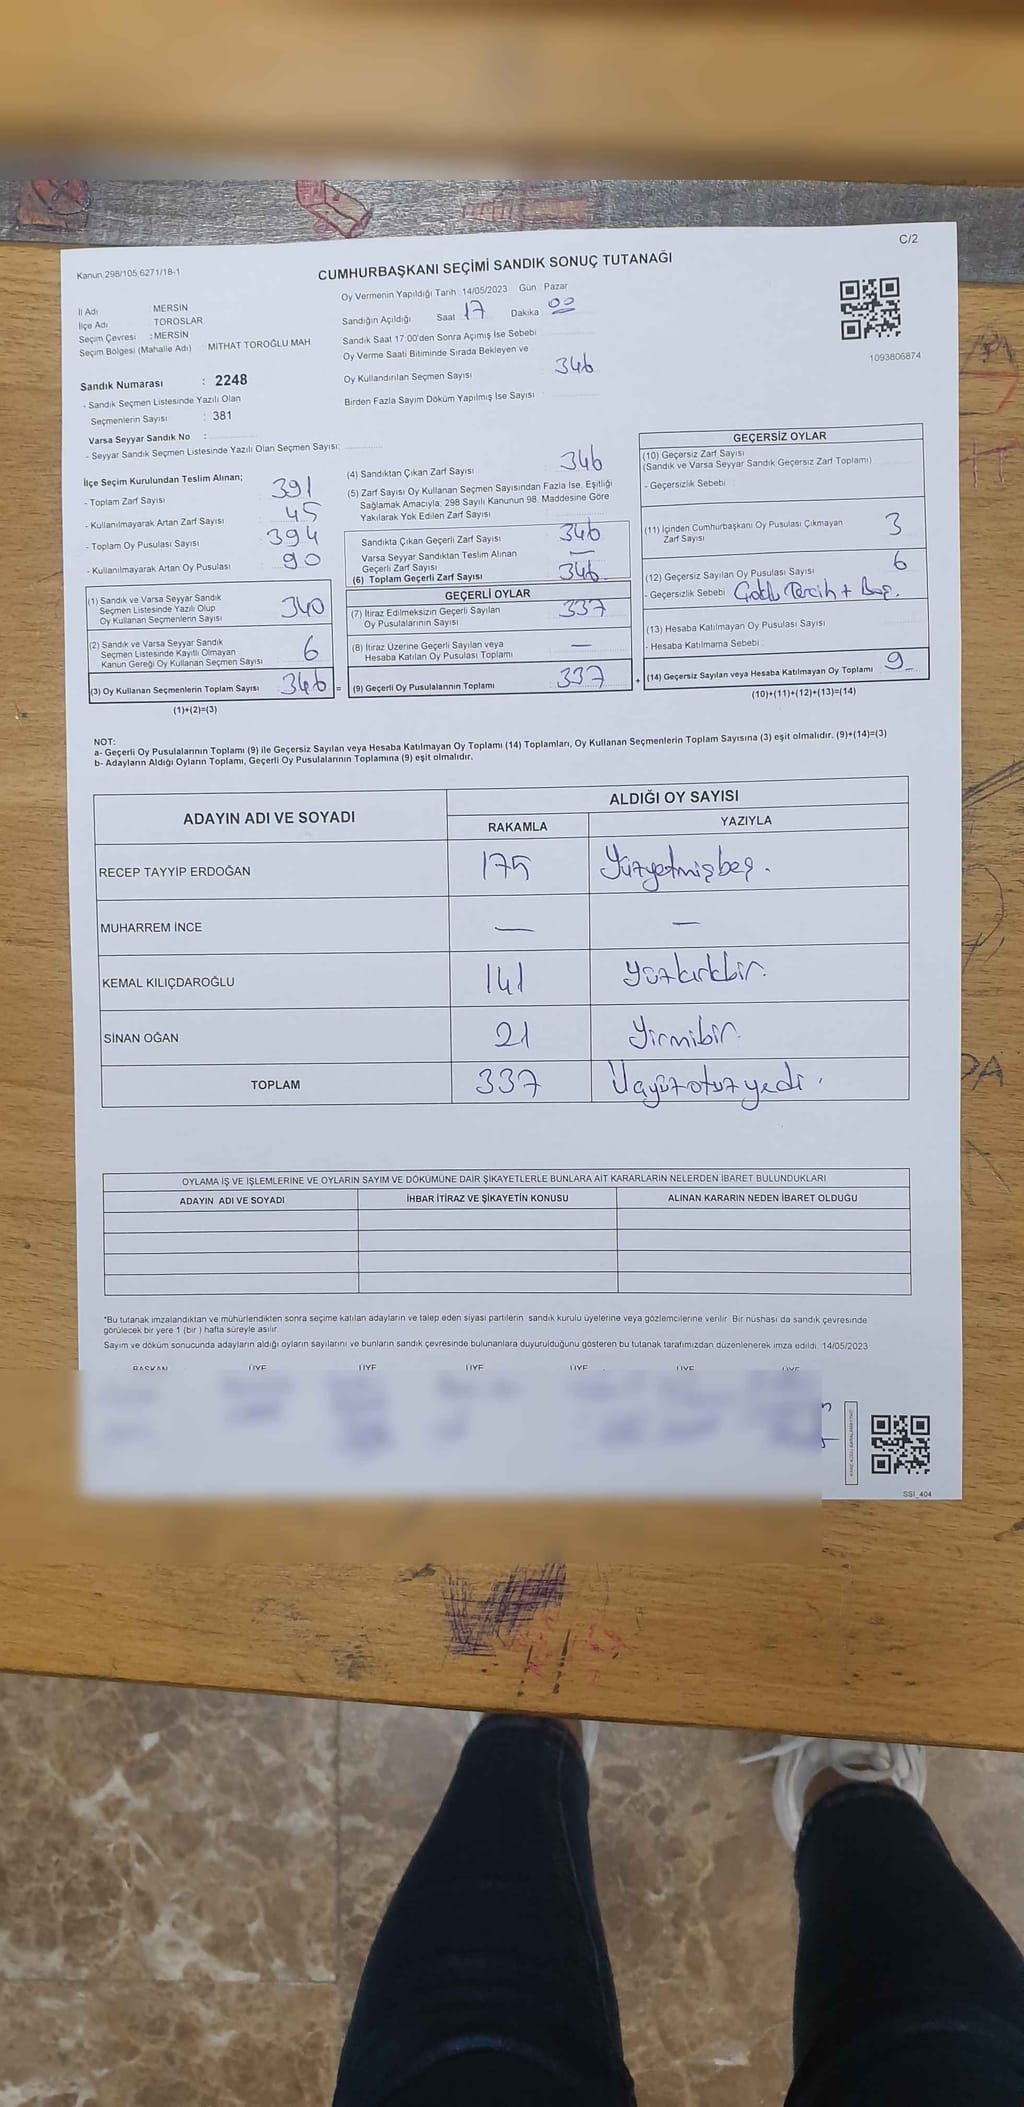 C/2
Kanun.298/105 6271/18-1
CUMHURBAŞKANI SEÇİMİ SANDIK SONUÇ TUTANAĞI
İl Adı : MERSİN
İlçe Adı : TOROSLAR
Seçim Çevresi : MERSİN
Seçim Bölgesi (Mahalle Adı) : MİTHAT TOROĞLU MAH.
Oy Vermenin Yapıldığı Tarih : 14/05/2023 Gün Pazar
Sandığın Açıldığı Saat 17 Dakika 00
Sandık Saat 17:00'den Sonra Açımış İse Sebebi
Oy Verme Saati Bitiminde Sırada Bekleyen ve
Oy Kullandırılan Seçmen Sayısı 346
Birden Fazla Sayım Döküm Yapılmış İse Sayısı
1093806874
Sandık Numarası : 2248
- Sandık Seçmen Listesinde Yazılı Olan
Seçmenlerin Sayısı : 381
Varsa Seyyar Sandık No :
- Seyyar Sandık Seçmen Listesinde Yazılı Olan Seçmen Sayısı:
İlçe Seçim Kurulundan Teslim Alınan;
- Toplam Zarf Sayısı 391
- Kullanılmayarak Artan Zarf Sayısı 45
- Toplam Oy Pusulası Sayısı 394
- Kullanılmayarak Artan Oy Pusulası 90
(1) Sandık ve Varsa Seyyar Sandık
Seçmen Listesinde Yazılı Olup
Oy Kullanan Seçmenlerin Sayısı 340
(2) Sandık ve Varsa Seyyar Sandık
Seçmen Listesinde Kayıtlı Olmayan
Kanun Gereği Oy Kullanan Seçmen Sayısı 6
(3) Oy Kullanan Seçmenlerin Toplam Sayısı 346 =
(1)+(2)=(3)
(4) Sandıktan Çıkan Zarf Sayısı 346
(5) Zarf Sayısı Oy Kullanan Seçmen Sayısından Fazla İse, Eşitliği
Sağlamak Amacıyla, 298 Sayılı Kanunun 98. Maddesine Göre
Yakılarak Yok Edilen Zarf Sayısı
Sandıkta Çıkan Geçerli Zarf Sayısı 346
Varsa Seyyar Sandıktan Teslim Alınan
Geçerli Zarf Sayısı —
(6) Toplam Geçerli Zarf Sayısı 346
GEÇERLİ OYLAR
(7) İtiraz Edilmeksizin Geçerli Sayılan
Oy Pusulalarının Sayısı 337
(8) İtiraz Üzerine Geçerli Sayılan veya
Hesaba Katılan Oy Pusulası Toplamı —
(9) Geçerli Oy Pusulalarının Toplamı 337 +
GEÇERSİZ OYLAR
(10) Geçersiz Zarf Sayısı
(Sandık ve Varsa Seyyar Sandık Geçersiz Zarf Toplamı)
- Geçersizlik Sebebi
(11) İçinden Cumhurbaşkanı Oy Pusulası Çıkmayan
Zarf Sayısı 3
(12) Geçersiz Sayılan Oy Pusulası Sayısı 6
- Geçersizlik Sebebi Çoklu Tercih + Boş.
(13) Hesaba Katılmayan Oy Pusulası Sayısı
- Hesaba Katılmama Sebebi
(14) Geçersiz Sayılan veya Hesaba Katılmayan Oy Toplamı 9
(10)+(11)+(12)+(13)=(14)
NOT:
a- Geçerli Oy Pusulalarının Toplamı (9) ile Geçersiz Sayılan veya Hesaba Katılmayan Oy Toplamı (14) Toplamları, Oy Kullanan Seçmenlerin Toplam Sayısına (3) eşit olmalıdır. (9)+(14)=(3)
b- Adayların Aldığı Oyların Toplamı, Geçerli Oy Pusulalarının Toplamına (9) eşit olmalıdır.
ADAYIN ADI VE SOYADI ALDIĞI OY SAYISI
RAKAMLA YAZIYLA
RECEP TAYYİP ERDOĞAN 175 Yüzyetmişbeş.
MUHARREM İNCE — —
KEMAL KILIÇDAROĞLU 141 yüzkırkbir.
SİNAN OĞAN 21 Yirmibir.
TOPLAM 337 Üçyüzotuzyedi.
OYLAMA İŞ VE İŞLEMLERİNE VE OYLARIN SAYIM VE DÖKÜMÜNE DAİR ŞİKAYETLERLE BUNLARA AİT KARARLARIN NELERDEN İBARET BULUNDUKLARI
ADAYIN ADI VE SOYADI İHBAR İTİRAZ VE ŞİKAYETİN KONUSU ALINAN KARARIN NEDEN İBARET OLDUĞU
*Bu tutanak imzalandıktan ve mühürlendikten sonra seçime katılan adayların ve talep eden siyasi partilerin sandık kurulu üyelerine veya gözlemcilerine verilir. Bir nüshası da sandık çevresinde
görülecek bir yere 1 (bir ) hafta süreyle asılır.
Sayım ve döküm sonucunda adayların aldığı oyların sayılarını ve bunların sandık çevresinde bulunanlara duyurulduğunu gösteren bu tutanak tarafımızdan düzenlenerek imza edildi. 14/05/2023
BAŞKAN ÜYE ÜYE ÜYE ÜYE ÜYE ÜYE
SSI_404